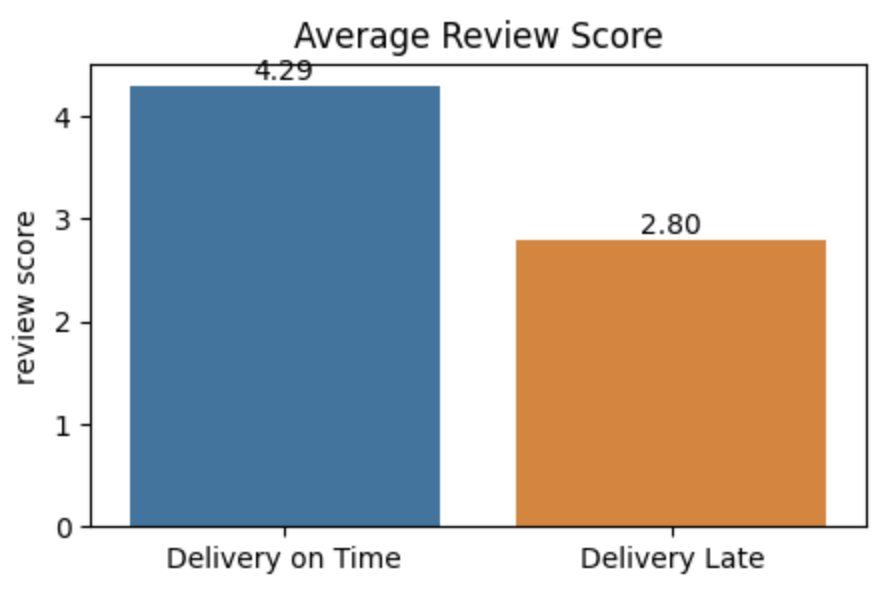 Average Review Score
4.29
4
2.80
3
review score
2
1
0
Delivery on Time
Delivery Late